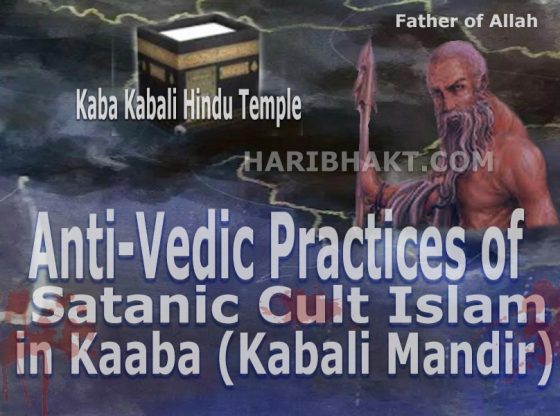 Father of Allah
Kaba Kabali Hindu Temple
HARIBHAKT.COM
Anti-Vedic Practices of
Satanic Cult Islam
in Kaaba (Kabali Mandir)